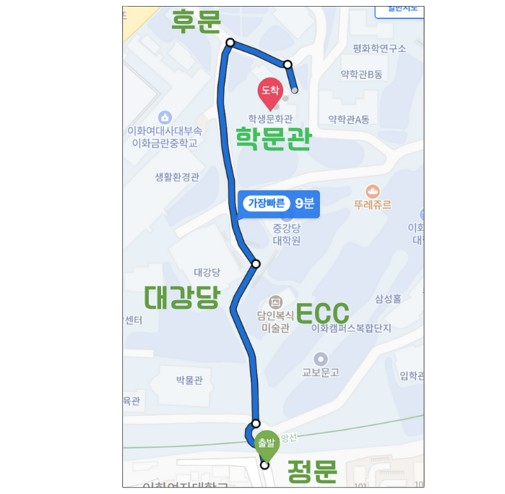 일반지도
후문
평화학연구소
약학관B동
도착
이화여대사대부속
이화금란중학교
학생문화관
약학관A동
학문관
생활환경관
가장빠른 9분
뚜레쥬르
중강당
대학원
대강당
대강당
담인복식
미술관
ECC
삼성홀
이화캠퍼스복합단지
센터
교보문고
박물관
입학관
육관
출발
정문
이화여자대학교